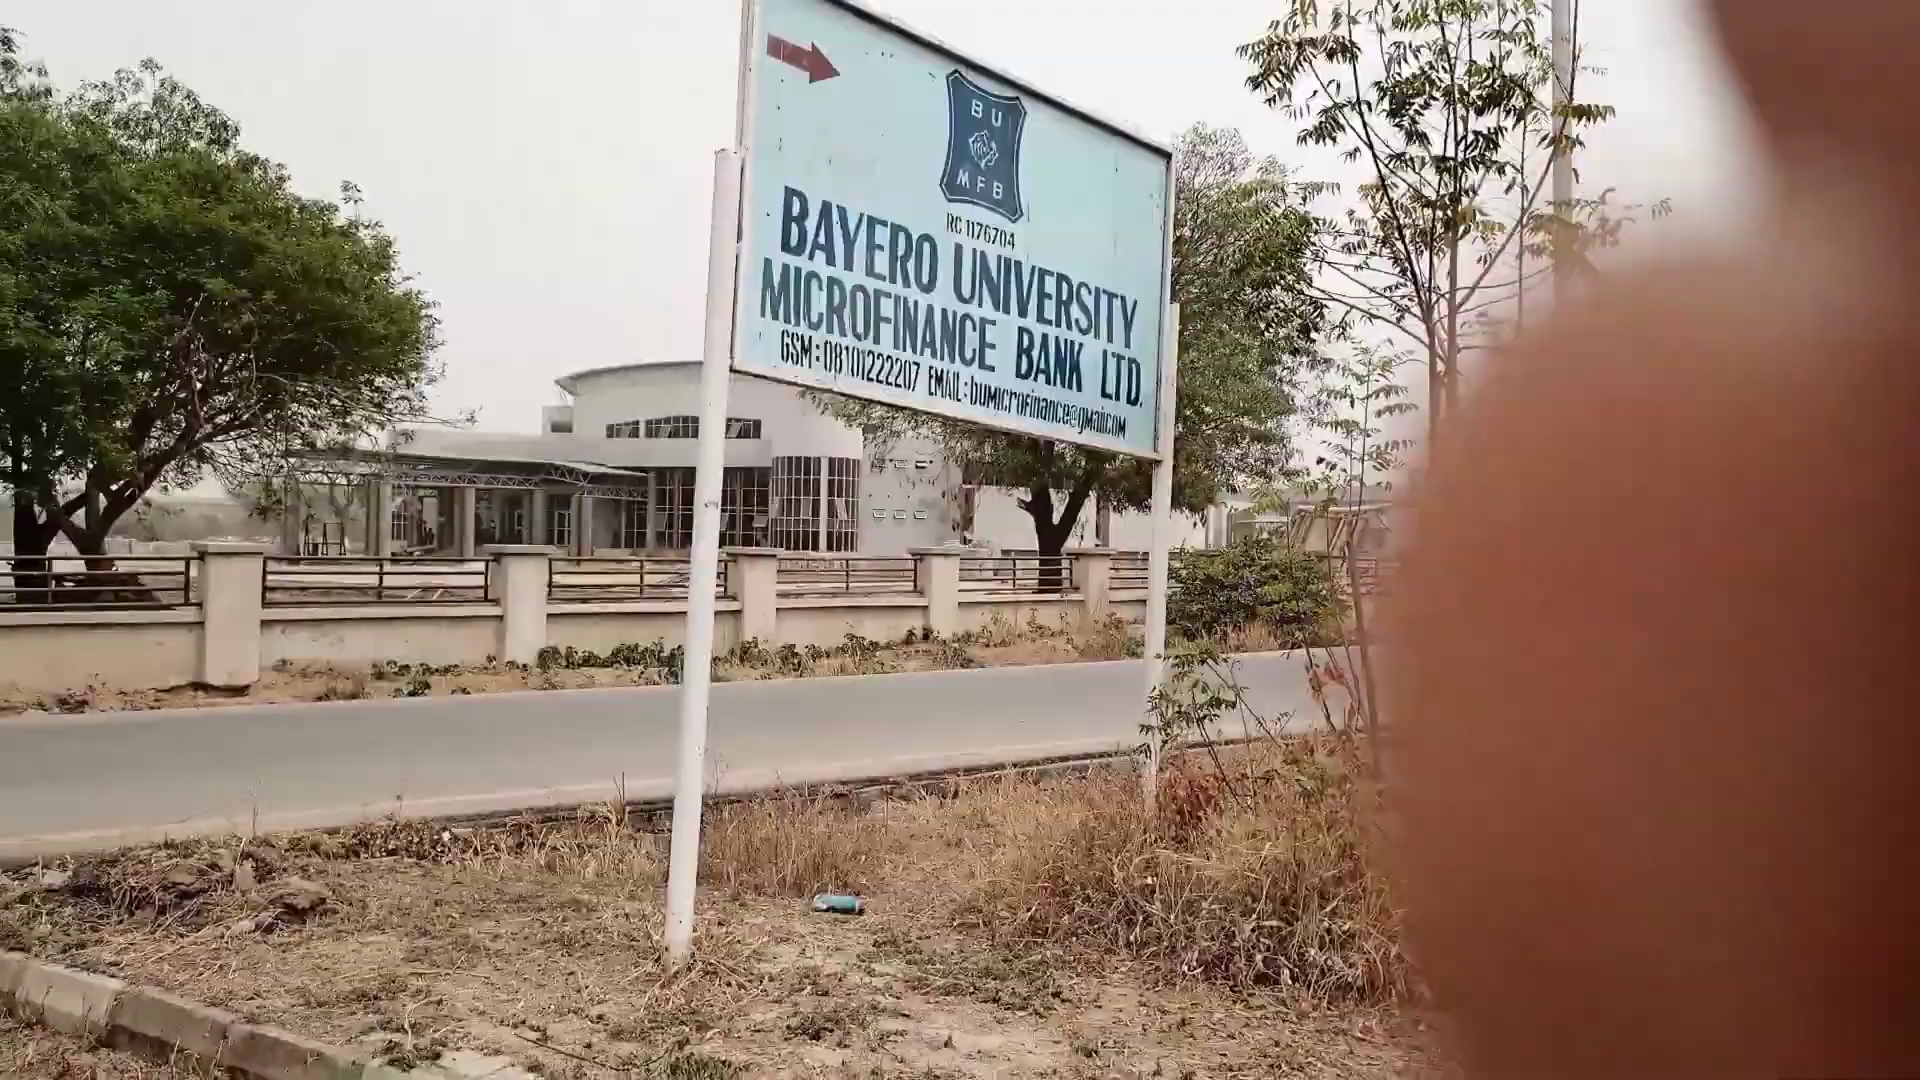 BU
MFB
RC 1176704
BAYERO UNIVERSITY
MICROFINANCE BANK LTD.
GSM: 08101222207 EMAIL: bumicrofinance@gmail.com